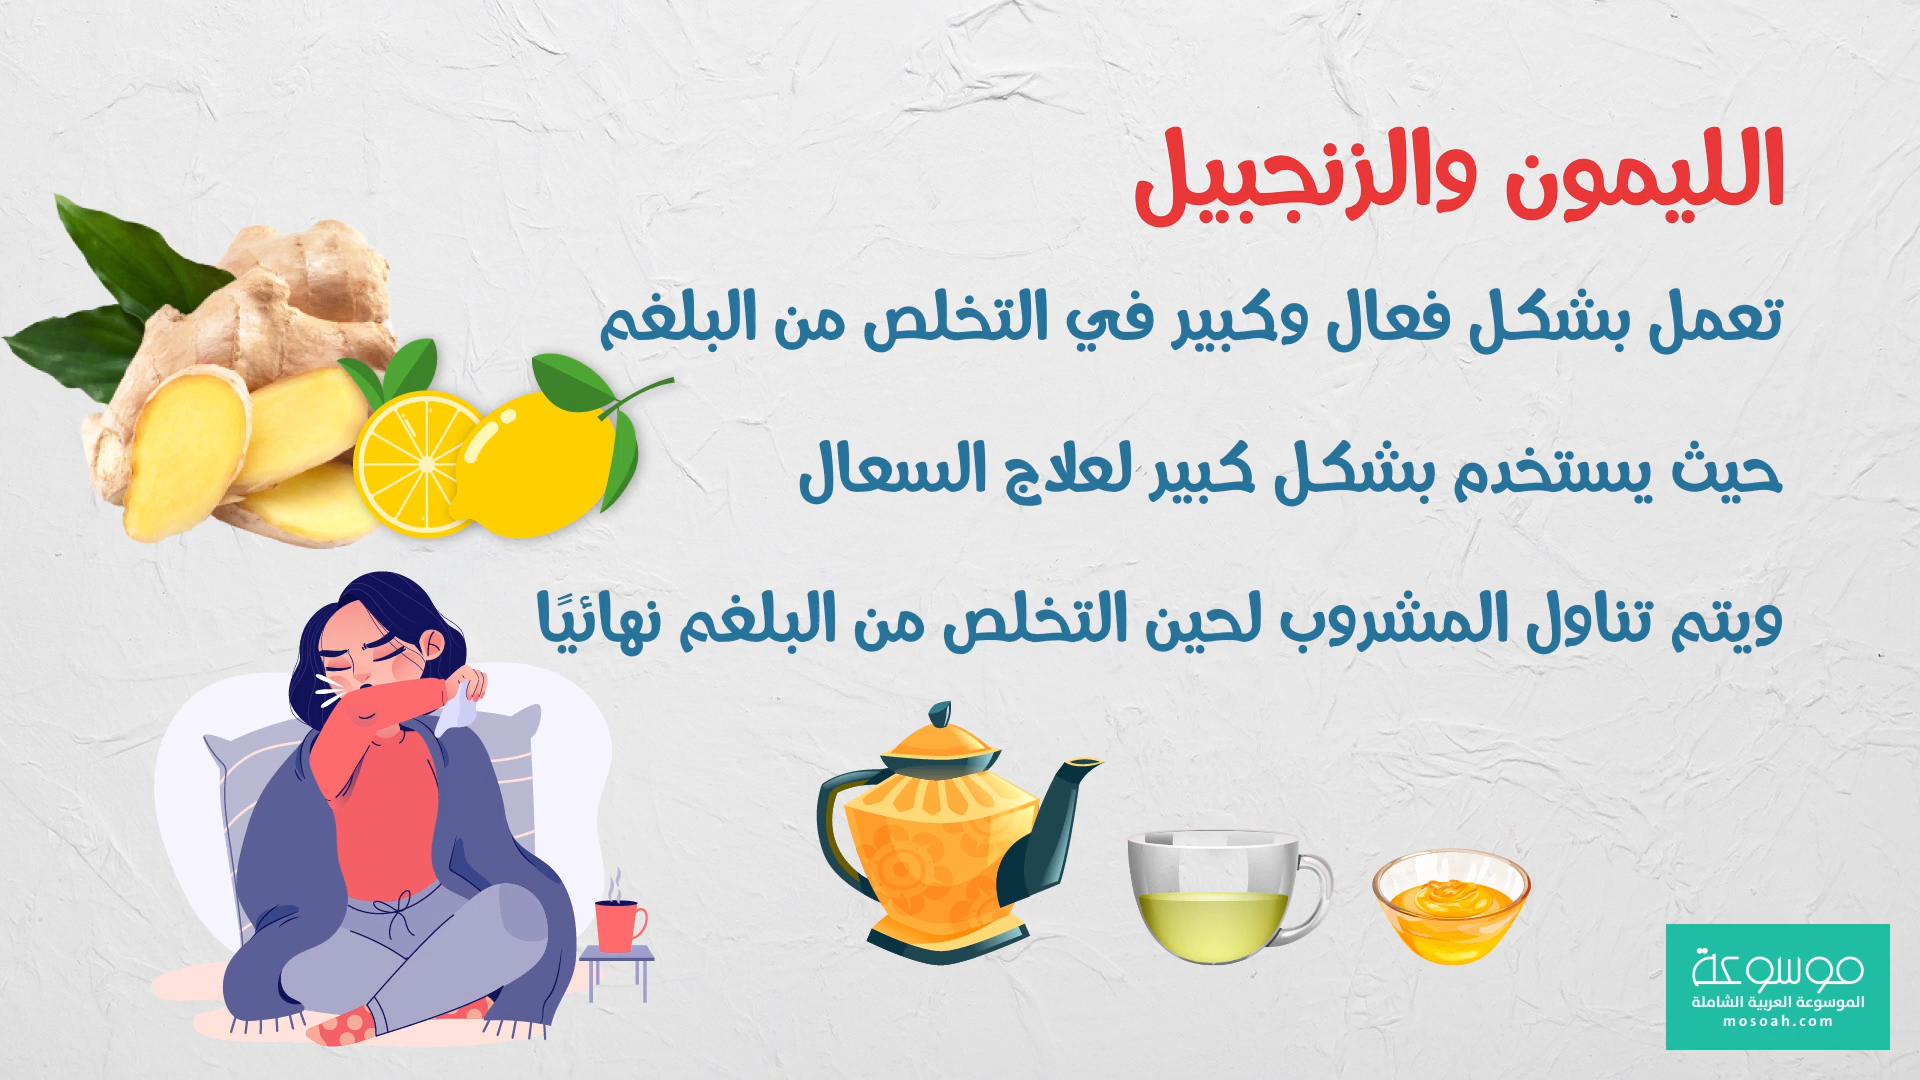 الليمون والزنجبيل
تعمل بشكل فعال وكبير في التخلص من البلغم
حيث يستخدم بشكل كبير لعلاج السعال
ويتم تناول المشروب لحين التخلص من البلغم نهائيًا
موسوعة
الموسوعة العربية الشاملة
mosoah.com